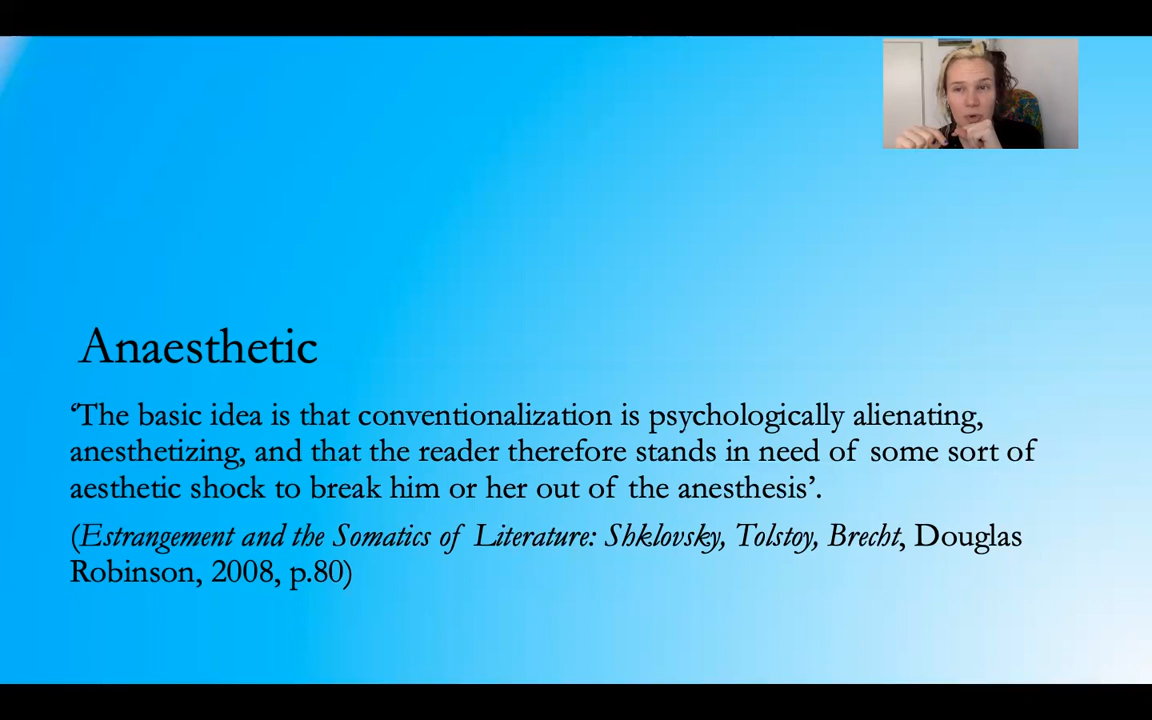 Anaesthetic
‘The basic idea is that conventionalization is psychologically alienating,
anesthetizing, and that the reader therefore stands in need of some sort of
aesthetic shock to break him or her out of the anesthesis’.
(Estrangement and the Somatics of Literature: Shklovsky, Tolstoy, Brecht, Douglas
Robinson, 2008, p.80)